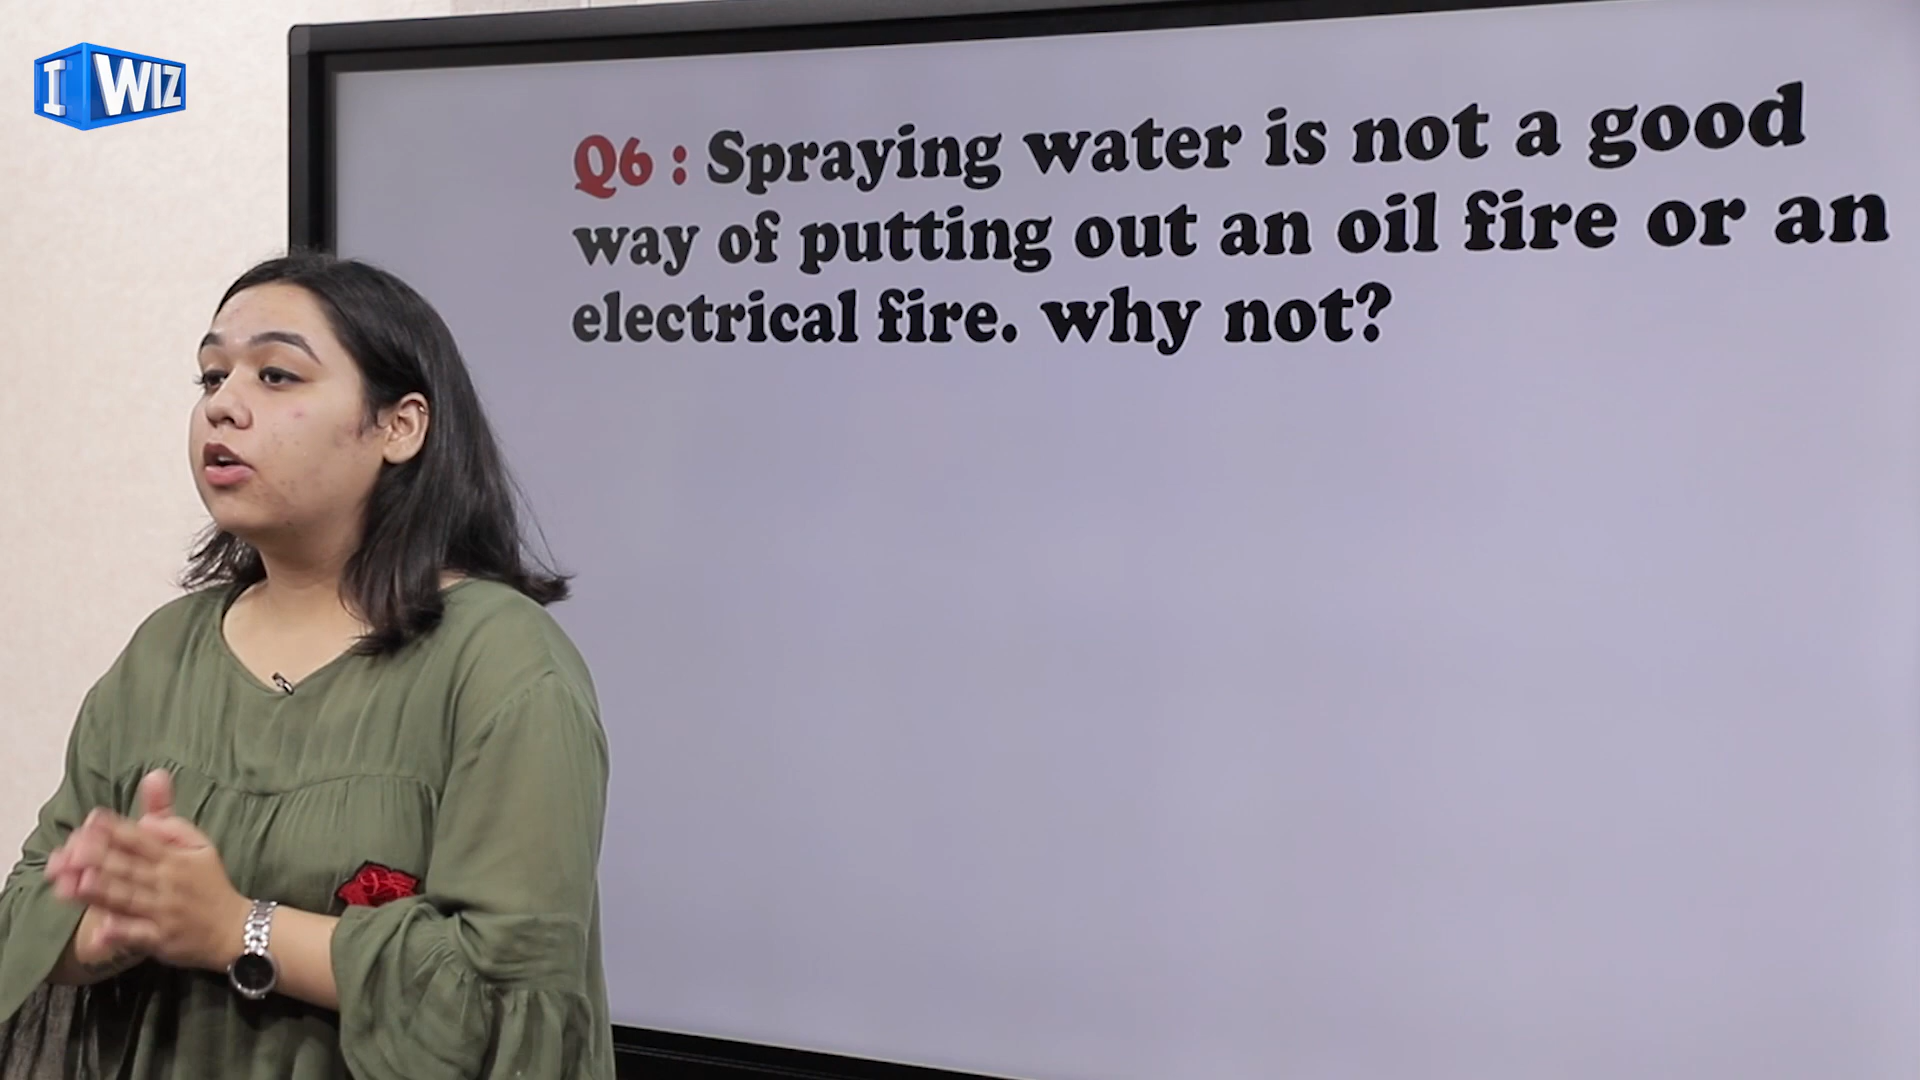 I WIZ
Q6 : Spraying water is not a good
way of putting out an oil fire or an
electrical fire. why not?